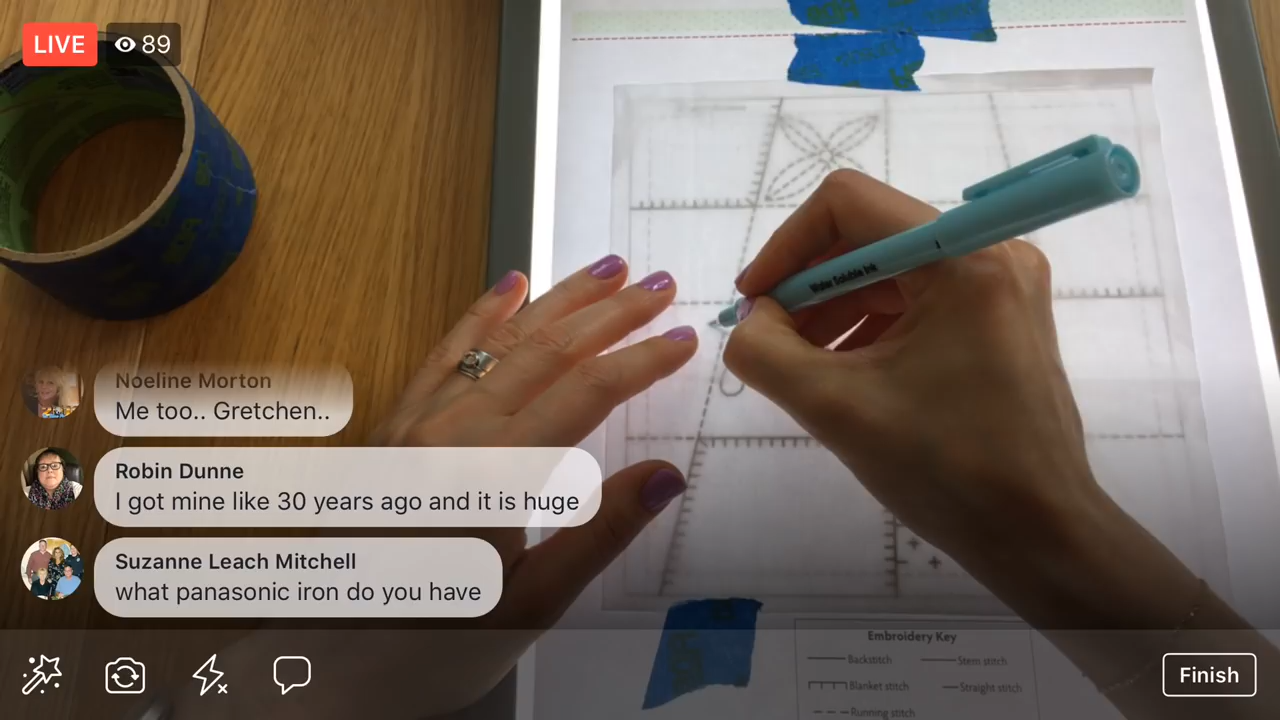 LIVE
89
Water Soluble Ink
Noeline Morton
Me too.. Gretchen..
Robin Dunne
I got mine like 30 years ago and it is huge
Suzanne Leach Mitchell
what panasonic iron do you have
Embroidery Key
Backstitch
Stem stitch
Blanket stitch
Straight stitch
Running stitch
Finish